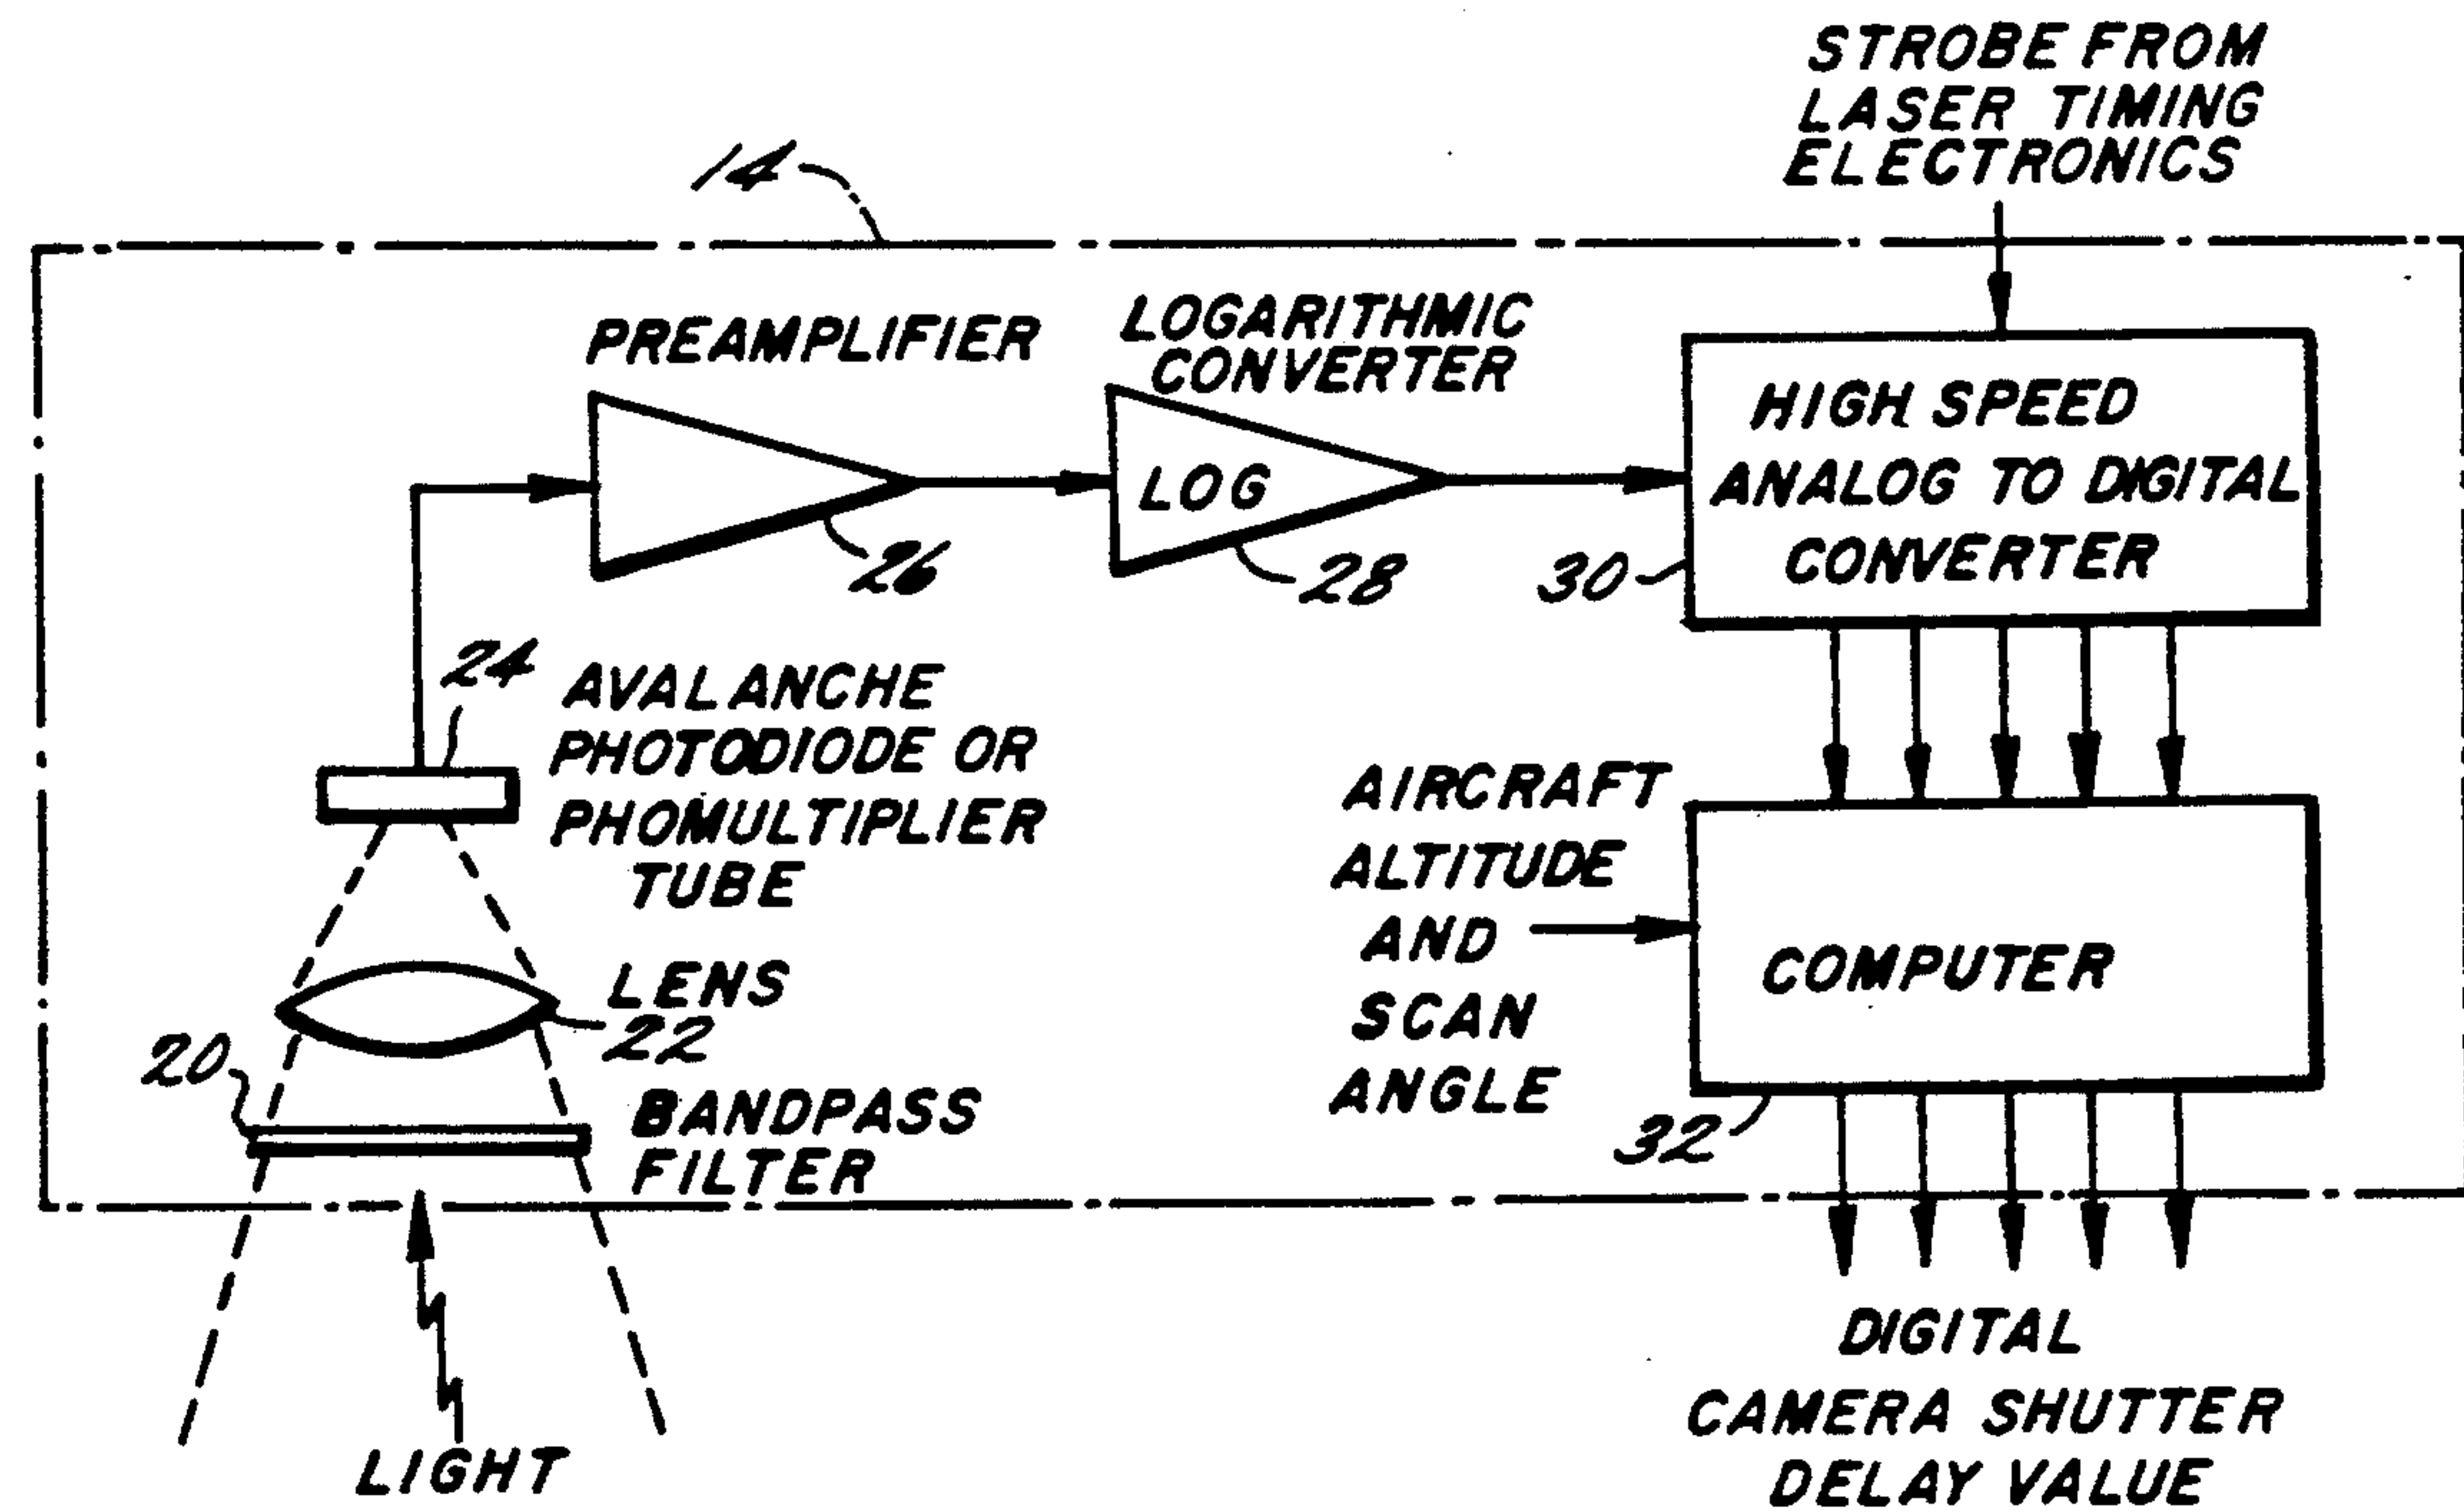 STROBE FROM
LASER TIMING
ELECTRONICS
14
PREAMPLIFIER
LOGARITHMIC
CONVERTER
LOG
HIGH SPEED
ANALOG TO DIGITAL
CONVERTER
26
28
30
24
AVALANCHE
PHOTODIODE OR
PHOMULTIPLIER
TUBE
AIRCRAFT
ALTITUDE
AND
SCAN
ANGLE
COMPUTER
LENS
22
20
BANDPASS
FILTER
32
LIGHT
DIGITAL
CAMERA SHUTTER
DELAY VALUE